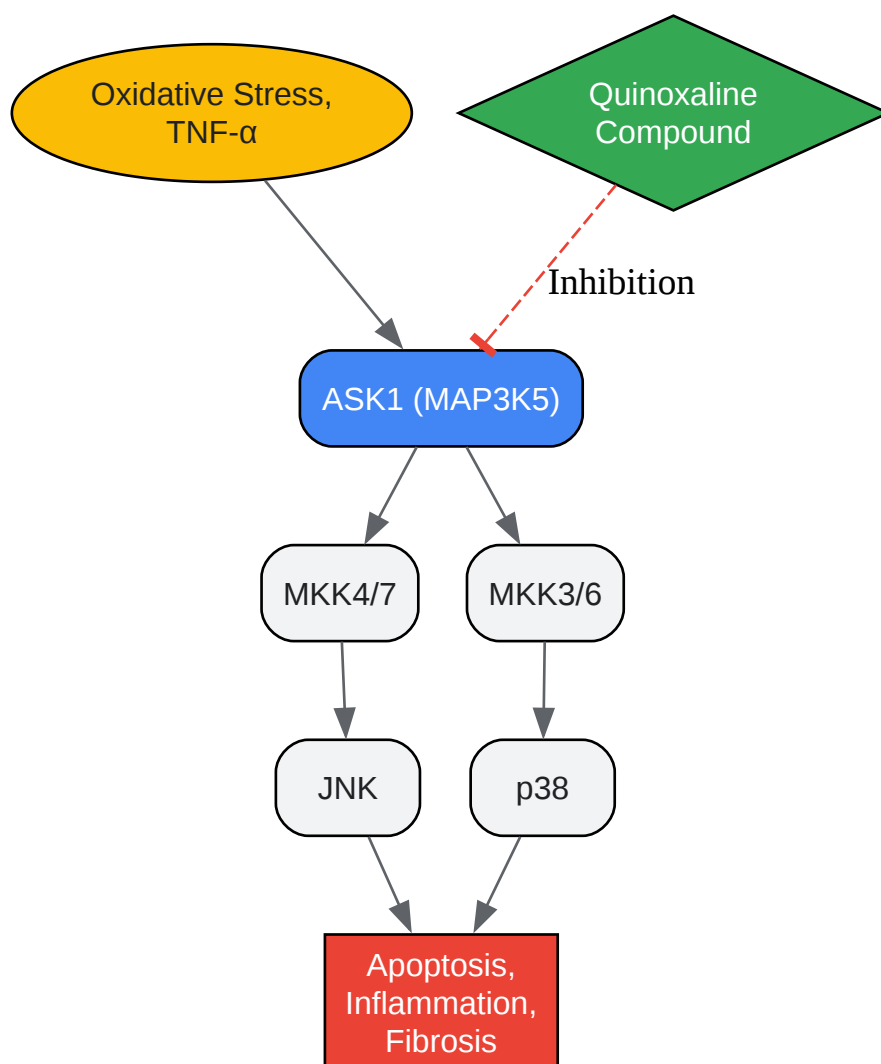 Oxidative Stress,
TNF-α
Quinoxaline
Compound
Inhibition
ASK1 (MAP3K5)
MKK4/7
MKK3/6
JNK
p38
Apoptosis,
Inflammation,
Fibrosis